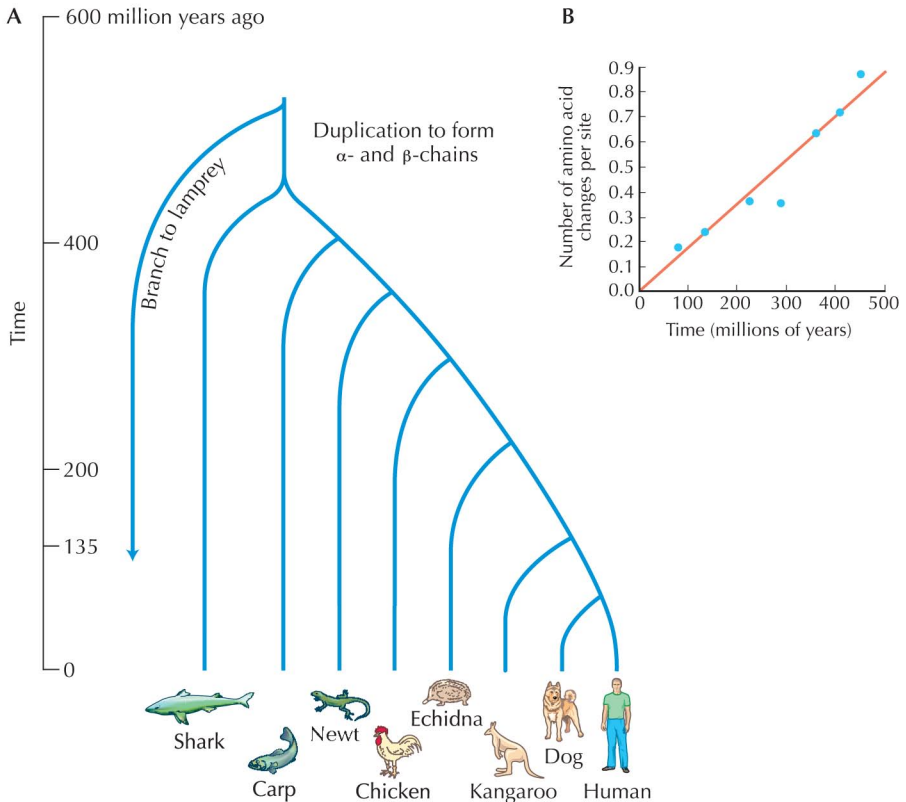 A
600 million years ago
Duplication to form
α- and β-chains
Branch to lamprey
400
Time
200
135
0
Shark
Carp
Newt
Chicken
Echidna
Kangaroo
Dog
Human
B
Number of amino acid
changes per site
0.9
0.8
0.7
0.6
0.5
0.4
0.3
0.2
0.1
0.0
0 100 200 300 400 500
Time (millions of years)